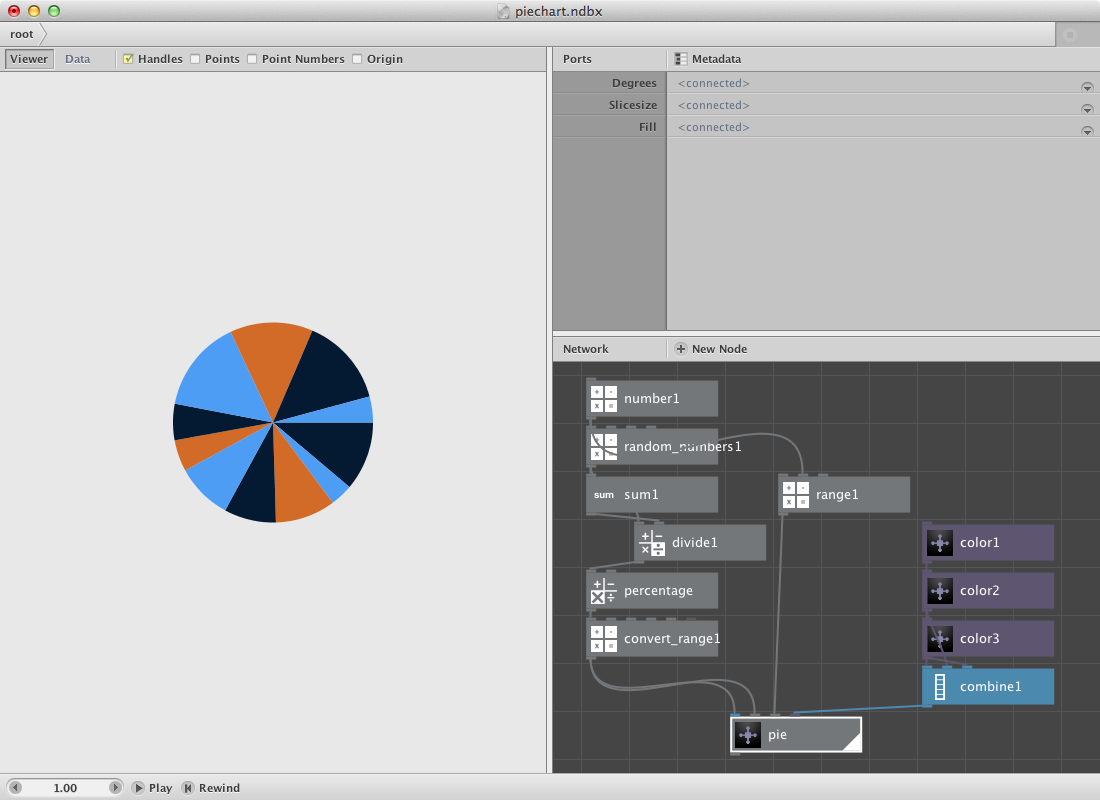 piechart.ndbx
root
Viewer Data Handles Points Point Numbers Origin
Ports Metadata
Degrees <connected>
Slicesize <connected>
Fill <connected>
Network New Node
number1
random_numbers1
sum sum1
range1
divide1
color1
percentage
color2
convert_range1
color3
combine1
pie
1.00 Play Rewind